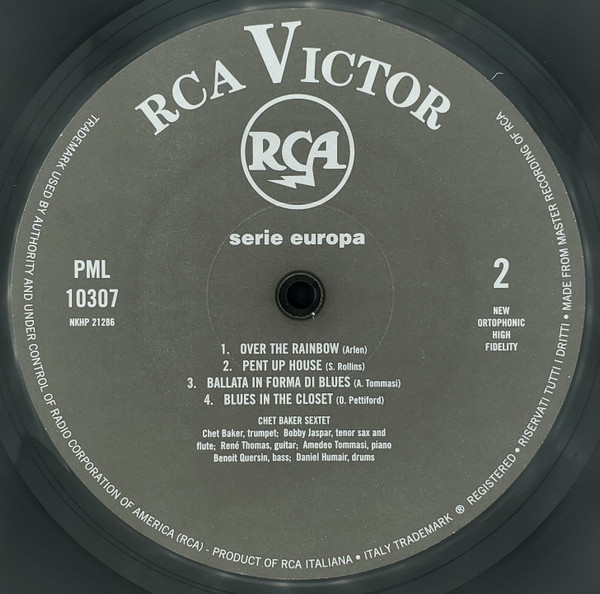 RCA VICTOR
RCA
serie europa
PML
10307
NKHP 21286
2
NEW
ORTOPHONIC
HIGH
FIDELITY
1. OVER THE RAINBOW (Arlen)
2. PENT UP HOUSE (S. Rollins)
3. BALLATA IN FORMA DI BLUES (A. Tommasi)
4. BLUES IN THE CLOSET (O. Pettiford)
CHET BAKER SEXTET
Chet Baker, trumpet; Bobby Jaspar, tenor sax and
flute; René Thomas, guitar; Amedeo Tommasi, piano
Benoit Quersin, bass; Daniel Humair, drums
TRADEMARK USED BY AUTHORITY AND UNDER CONTROL OF RADIO CORPORATION OF AMERICA (RCA) - PRODUCT OF RCA ITALIANA • ITALY TRADEMARK ® REGISTERED • RISERVATI TUTTI I DRITTI • MADE FROM MASTER RECORDING OF RCA